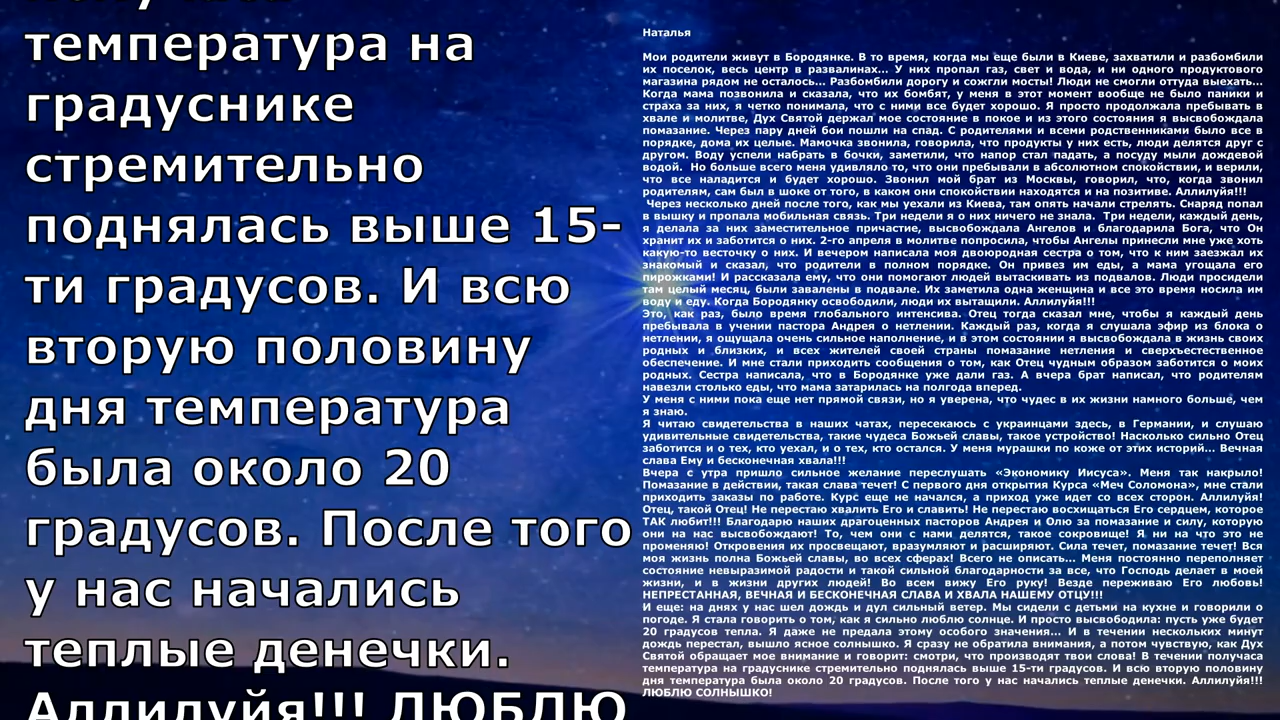 температура на
градуснике
стремительно
поднялась выше 15-
ти градусов. И всю
вторую половину
дня температура
была около 20
градусов. После того
у нас начались
теплые денечки.
Аллилуйя!!! ЛЮБЛЮ
Наталья
Мои родители живут в Бородянке. В то время, когда мы еще были в Киеве, захватили и разбомбили
их поселок, весь центр в развалинах... У них пропал газ, свет и вода, и ни одного продуктового
магазина рядом не осталось... Разбомбили дорогу и сожгли мосты! Люди не смогли оттуда выехать...
Когда мама позвонила и сказала, что их бомбят, у меня в этот момент вообще не было паники и
страха за них, я четко понимала, что с ними все будет хорошо. Я просто продолжала пребывать в
хвале и молитве, Дух Святой держал мое состояние в покое и из этого состояния я высвобождала
помазание. Через пару дней бои пошли на спад. С родителями и всеми родственниками было все в
порядке, дома их целые. Мамочка звонила, говорила, что продукты у них есть, люди делятся друг с
другом. Воду успели набрать в бочки, заметили, что напор стал падать, а посуду мыли дождевой
водой.  Но больше всего меня удивляло то, что они пребывали в абсолютном спокойствии, и верили,
что все наладится и будет хорошо. Звонил мой брат из Москвы, говорил, что, когда звонил
родителям, сам был в шоке от того, в каком они спокойствии находятся и на позитиве. Аллилуйя!!!
Через несколько дней после того, как мы уехали из Киева, там опять начали стрелять. Снаряд попал
в вышку и пропала мобильная связь. Три недели я о них ничего не знала.  Три недели, каждый день,
я делала за них заместительное причастие, высвобождала Ангелов и благодарила Бога, что Он
хранит их и заботится о них. 2-го апреля в молитве попросила, чтобы Ангелы принесли мне уже хоть
какую-то весточку о них. И вечером написала моя двоюродная сестра о том, что к ним заезжал их
знакомый и сказал, что родители в полном порядке. Он привез им еды, а мама угощала его
пирожками! И рассказала ему, что они помогают людей вытаскивать из подвалов. Люди просидели
там целый месяц, были завалены в подвале. Их заметила одна женщина и все это время носила им
воду и еду. Когда Бородянку освободили, люди их вытащили. Аллилуйя!!!
Это, как раз, было время глобального интенсива. Отец тогда сказал мне, чтобы я каждый день
пребывала в учении пастора Андрея о нетлении. Каждый раз, когда я слушала эфир из блока о
нетлении, я ощущала очень сильное наполнение, и в этом состоянии я высвобождала в жизнь своих
родных и близких, и всех жителей своей страны помазание нетления и сверхъестественное
обеспечение. И мне стали приходить сообщения о том, как Отец чудным образом заботится о моих
родных. Сестра написала, что в Бородянке уже дали газ. А вчера брат написал, что родителям
навезли столько еды, что мама затарилась на полгода вперед.
У меня с ними пока еще нет прямой связи, но я уверена, что чудес в их жизни намного больше, чем
я знаю.
Я читаю свидетельства в наших чатах, пересекаюсь с украинцами здесь, в Германии, и слушаю
удивительные свидетельства, такие чудеса Божьей славы, такое устройство! Насколько сильно Отец
заботится и о тех, кто уехал, и о тех, кто остался. У меня мурашки по коже от этих историй... Вечная
слава Ему и бесконечная хвала!!!
Вчера с утра пришло сильное желание переслушать «Экономику Иисуса». Меня так накрыло!
Помазание в действии, такая слава течет! С первого дня открытия Курса «Меч Соломона», мне стали
приходить заказы по работе. Курс еще не начался, а приход уже идет со всех сторон. Аллилуйя!
Отец, такой Отец! Не перестаю хвалить Его и славить! Не перестаю восхищаться Его сердцем, которое
ТАК любит!!! Благодарю наших драгоценных пасторов Андрея и Олю за помазание и силу, которую
они на нас высвобождают! То, чем они с нами делятся, такое сокровище! Я ни на что это не
променяю! Откровения их просвещают, вразумляют и расширяют. Сила течет, помазание течет! Вся
моя жизнь полна Божьей славы, во всех сферах! Всего не описать... Меня постоянно переполняет
состояние невыразимой радости и такой сильной благодарности за все, что Господь делает в моей
жизни, и в жизни других людей! Во всем вижу Его руку! Везде переживаю Его любовь!
НЕПРЕСТАННАЯ, ВЕЧНАЯ И БЕСКОНЕЧНАЯ СЛАВА И ХВАЛА НАШЕМУ ОТЦУ!!!
И еще: на днях у нас шел дождь и дул сильный ветер. Мы сидели с детьми на кухне и говорили о
погоде. Я стала говорить о том, как я сильно люблю солнце. И просто высвободила: пусть уже будет
20 градусов тепла. Я даже не предала этому особого значения... И в течении нескольких минут
дождь перестал, вышло ясное солнышко. Я сразу не обратила внимания, а потом чувствую, как Дух
Святой обращает мое внимание и говорит: смотри, что производят твои слова! В течении получаса
температура на градуснике стремительно поднялась выше 15-ти градусов. И всю вторую половину
дня температура была около 20 градусов. После того у нас начались теплые денечки. Аллилуйя!!!
ЛЮБЛЮ СОЛНЫШКО!